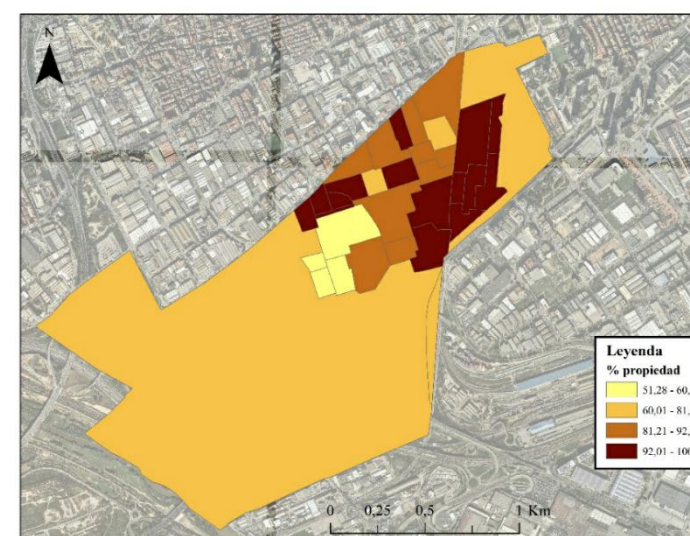 N
Leyenda
% propiedad
51,28 - 60,
60,01 - 81,
81,21 - 92,
92,01 - 100
0 0,25 0,5 1 Km